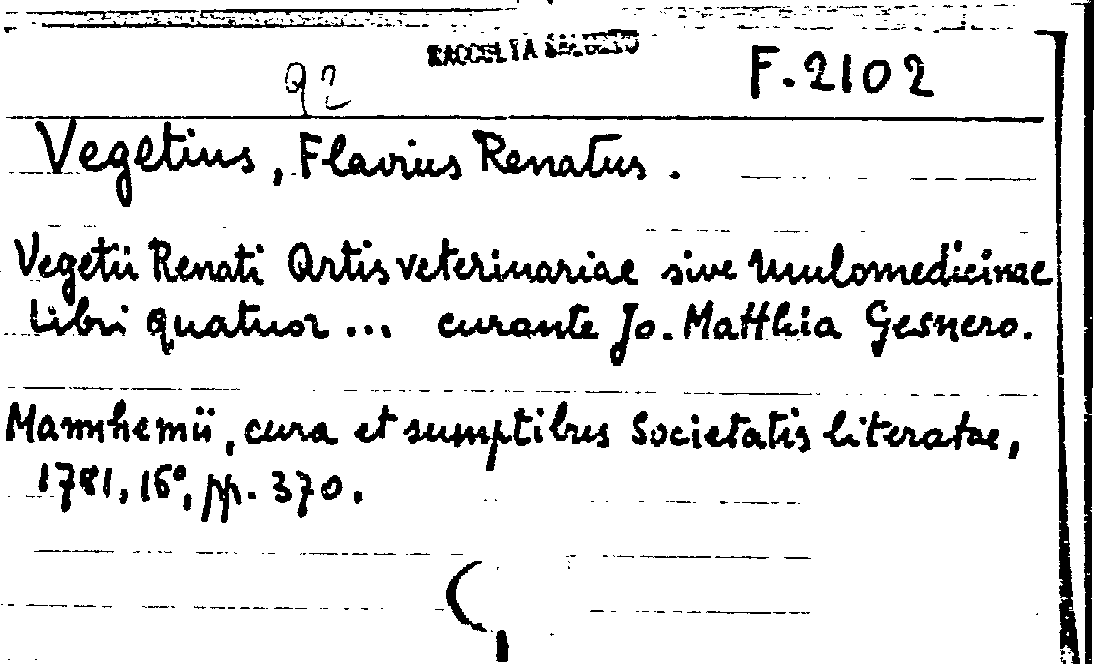 RACCOLTA SALUZZO
92 F.2102
Vegetius, Flavius Renatus.
Vegetii Renati Artis veterinariae sive Mulomedicinae
libri quatuor ... curante Jo. Matthia Gesnero.
Mannhemii, cura et sumptibus Societatis literatae,
1781, 16°, pp. 370.